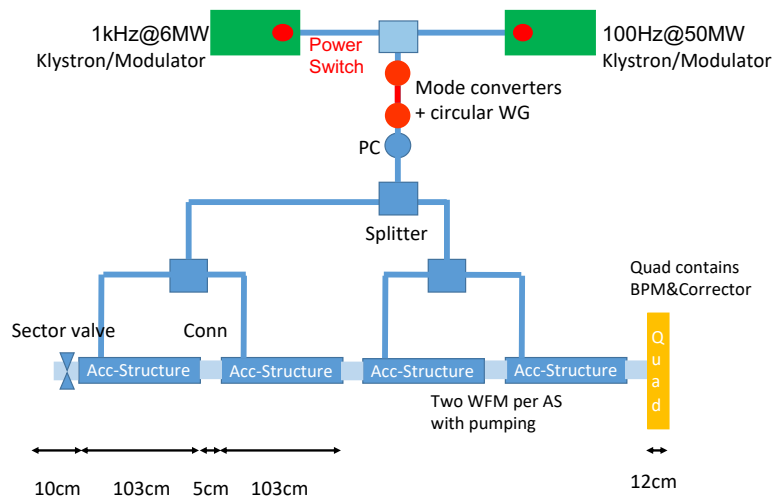 1kHz@6MW
Klystron/Modulator
Power
Switch
100Hz@50MW
Klystron/Modulator
Mode converters
+ circular WG
PC
Splitter
Quad contains
BPM&Corrector
Sector valve
Conn
Acc-Structure
Acc-Structure
Acc-Structure
Acc-Structure
Quad
Two WFM per AS
with pumping
10cm
103cm
5cm
103cm
12cm